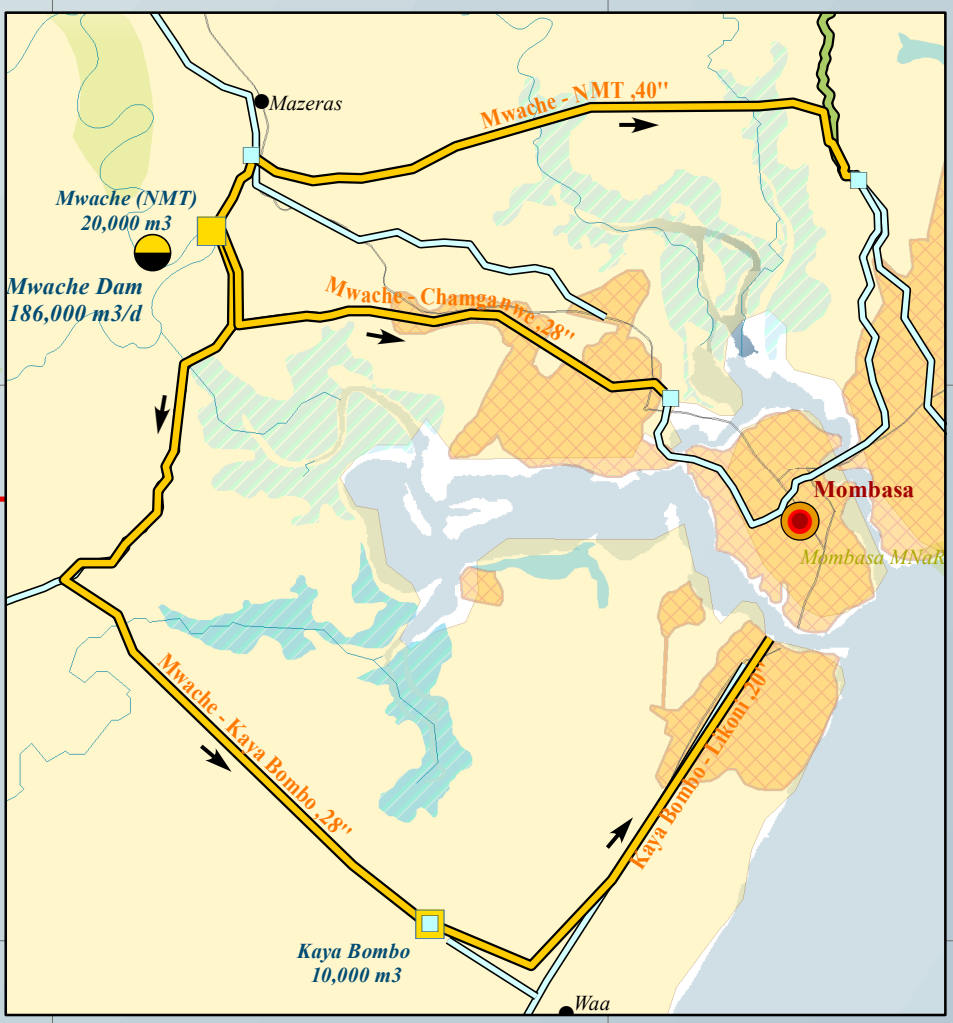 Mazeras
Mwache - NMT ,40"
Mwache (NMT)
20,000 m3
Mwache Dam
186,000 m3/d
Mwache - Chamganwe ,28"
Mombasa
Mombasa MNaR
Mwache - Kaya Bombo ,28"
Kaya Bombo - Likoni ,20"
Kaya Bombo
10,000 m3
Waa